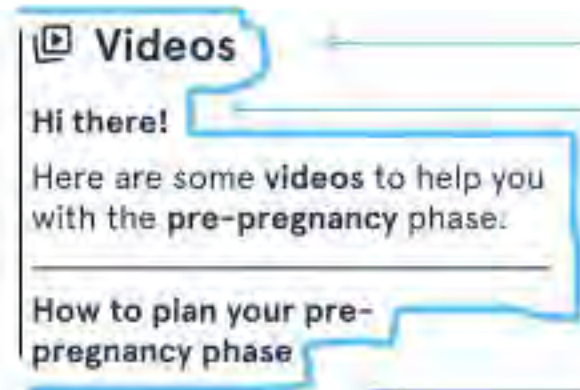 Videos
Hi there!
Here are some videos to help you
with the pre-pregnancy phase.
How to plan your pre-
pregnancy phase